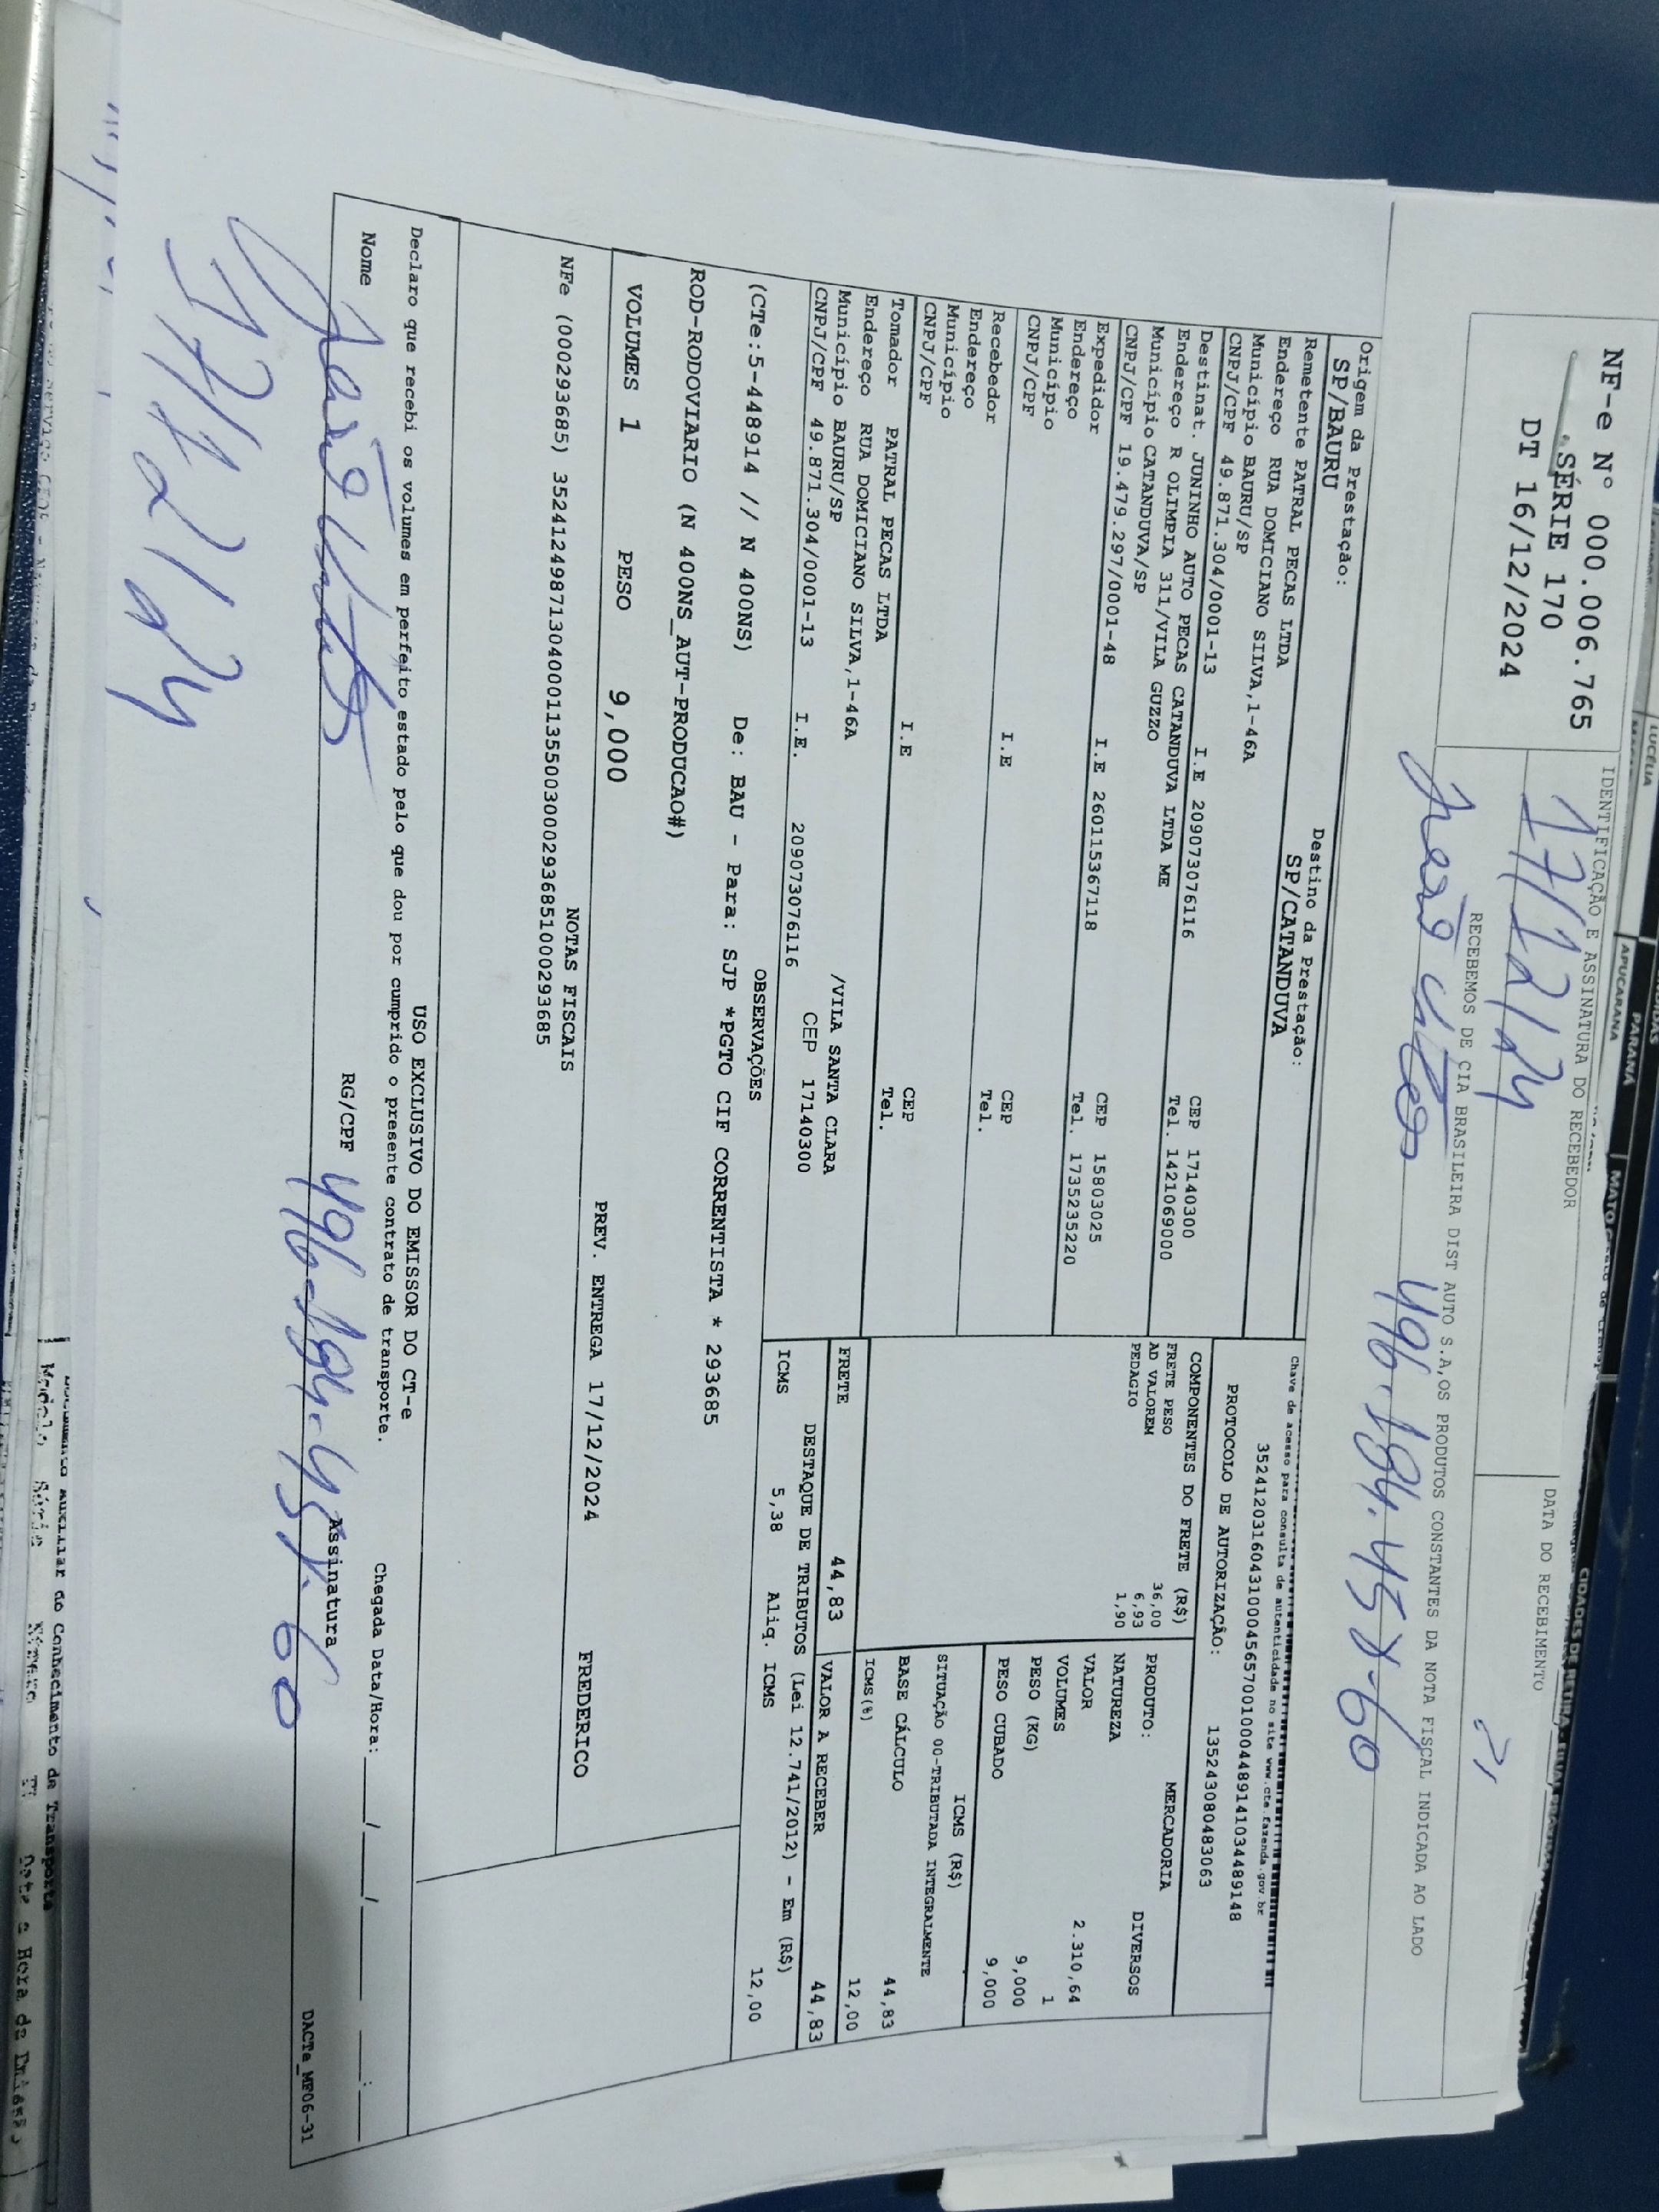 NF-e Nº 000.006.765
SÉRIE 170
DT 16/12/2024
IDENTIFICAÇÃO E ASSINATURA DO RECEBEDOR
DATA DO RECEBIMENTO
17/12/24
RECEBEMOS DE CIA BRASILEIRA DIST AUTO S.A, OS PRODUTOS CONSTANTES DA NOTA FISCAL INDICADA AO LADO
LUCÉLIA
APUCARANA
PARANÁ
Origem da Prestação:
SP/BAURU
Destino da Prestação:
SP/CATANDUVA
Remetente PATRAL PECAS LTDA
Endereço RUA DOMICIANO SILVA,1-46A
Município BAURU/SP
CNPJ/CPF 49.871.304/0001-13 I.E 209073076116
CEP 17140300
Tel. 1421069000
Destinat. JUNINHO AUTO PECAS CATANDUVA LTDA ME
Endereço R OLIMPIA 311/VILA GUZZO
Município CATANDUVA/SP
CNPJ/CPF 19.479.297/0001-48 I.E 260115367118
CEP 15803025
Tel. 1735235220
Expedidor
Endereço
Município
CNPJ/CPF I.E
CEP
Tel.
Recebedor
Endereço
Município
CNPJ/CPF I.E
CEP
Tel.
Tomador PATRAL PECAS LTDA
Endereço RUA DOMICIANO SILVA,1-46A /VILA SANTA CLARA
Município BAURU/SP CEP 17140300
CNPJ/CPF 49.871.304/0001-13 I.E. 209073076116
Chave de acesso para consulta de autenticidade no site www.cte.fazenda.gov.br
PROTOCOLO DE AUTORIZAÇÃO: 135243080483063
COMPONENTES DO FRETE (R$)
FRETE PESO 36,00
AD VALOREM 6,93
PEDAGIO 1,90
MERCADORIA
PRODUTO:
NATUREZA DIVERSOS
VALOR 2.310,64
VOLUMES 1
PESO (KG) 9,000
PESO CUBADO 9,000
ICMS (R$)
SITUAÇÃO 00-TRIBUTADA INTEGRALMENTE
BASE CÁLCULO 44,83
ICMS(%) 12,00
FRETE 44,83
VALOR A RECEBER 44,83
DESTAQUE DE TRIBUTOS (Lei 12.741/2012) - Em (R$)
ICMS 5,38 Aliq. ICMS 12,00
OBSERVAÇÕES
(CTe:5-448914 // N 400NS) De: BAU - Para: SJP *PGTO CIF CORRENTISTA * 293685
ROD-RODOVIARIO (N 400NS_AUT-PRODUCAO#)
VOLUMES 1 PESO 9,000 PREV. ENTREGA 17/12/2024 FREDERICO
NOTAS FISCAIS
NFe (000293685) 35241249871304000113550030002936851000293685
USO EXCLUSIVO DO EMISSOR DO CT-e
Declaro que recebi os volumes em perfeito estado pelo que dou por cumprido o presente contrato de transporte.
Chegada Data/Hora: ___/___/______ ___:___
Nome RG/CPF Assinatura
DACTe_MF06-31
17/12/24